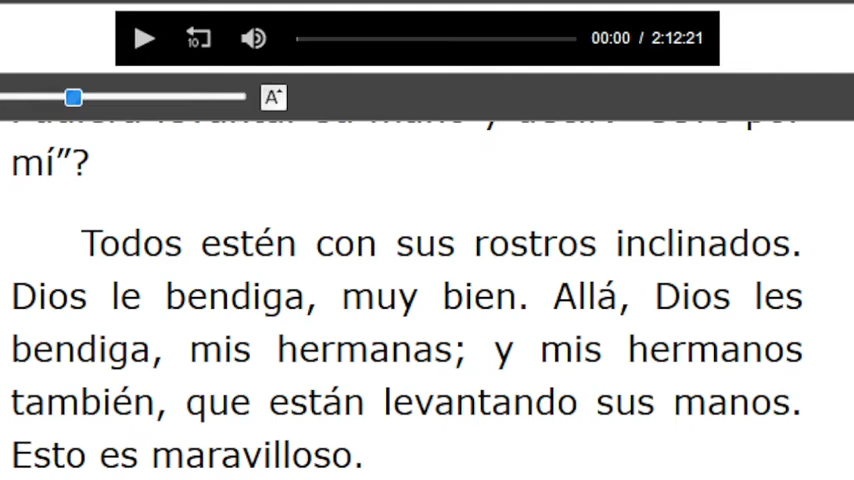 10
00:00 / 2:12:21
A
mí”?
Todos estén con sus rostros inclinados.
Dios le bendiga, muy bien. Allá, Dios les
bendiga, mis hermanas; y mis hermanos
también, que están levantando sus manos.
Esto es maravilloso.